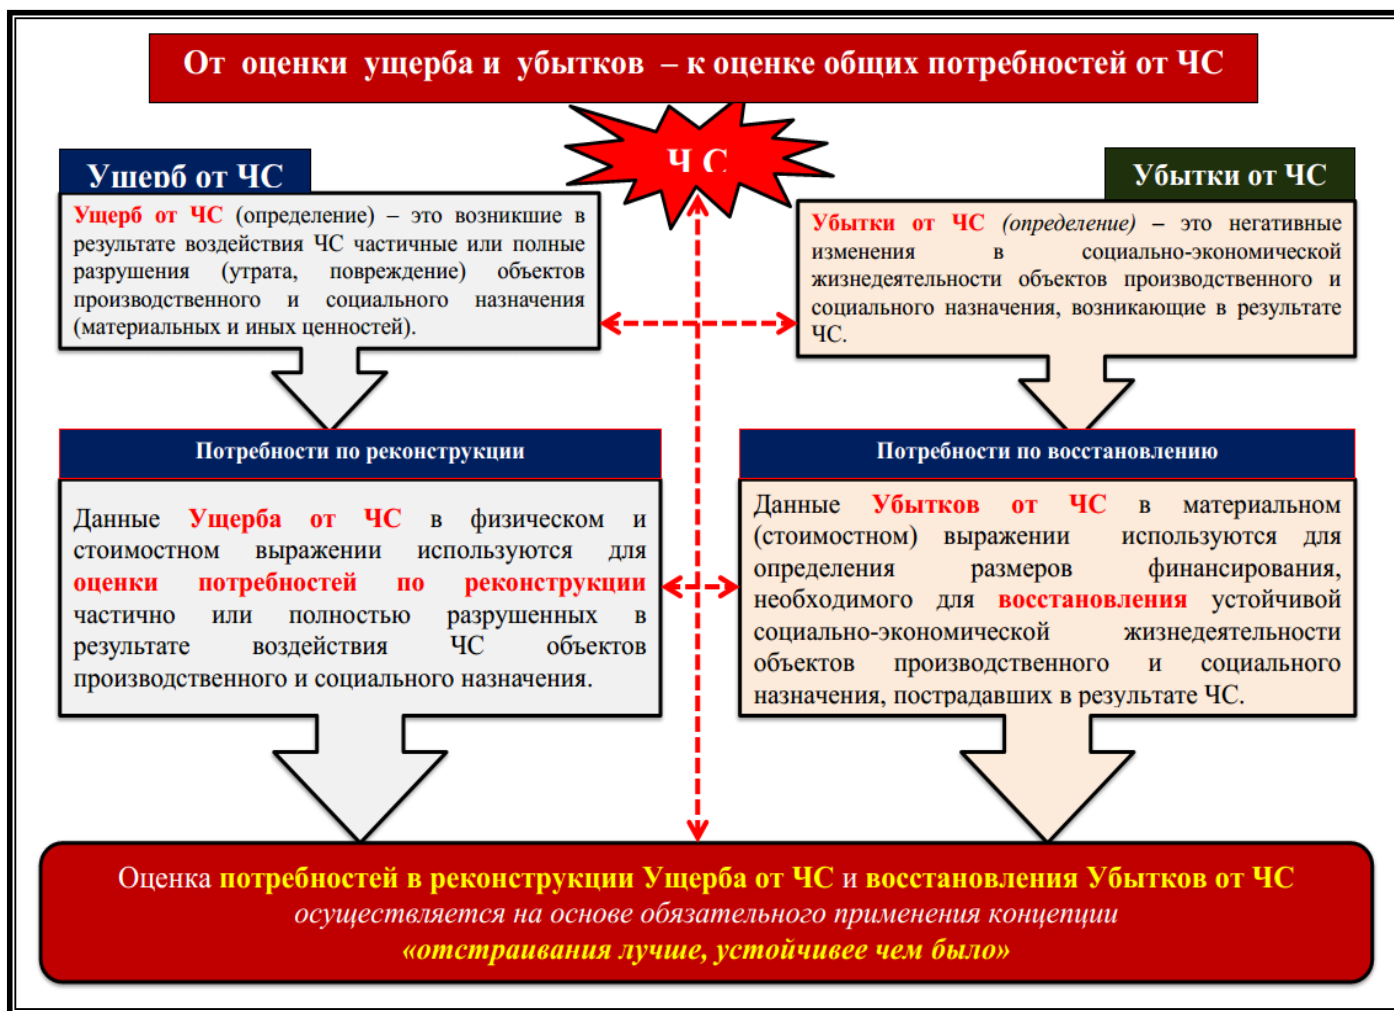 От оценки ущерба и убытков – к оценке общих потребностей от ЧС
Ч С
Ущерб от ЧС
Ущерб от ЧС (определение) – это возникшие в
результате воздействия ЧС частичные или полные
разрушения (утрата, повреждение) объектов
производственного и социального назначения
(материальных и иных ценностей).
Убытки от ЧС
Убытки от ЧС (определение) – это негативные
изменения в социально-экономической
жизнедеятельности объектов производственного и
социального назначения, возникающие в результате
ЧС.
Потребности по реконструкции
Данные Ущерба от ЧС в физическом и
стоимостном выражении используются для
оценки потребностей по реконструкции
частично или полностью разрушенных в
результате воздействия ЧС объектов
производственного и социального назначения.
Потребности по восстановлению
Данные Убытков от ЧС в материальном
(стоимостном) выражении используются для
определения размеров финансирования,
необходимого для восстановления устойчивой
социально-экономической жизнедеятельности
объектов производственного и социального
назначения, пострадавших в результате ЧС.
Оценка потребностей в реконструкции Ущерба от ЧС и восстановления Убытков от ЧС
осуществляется на основе обязательного применения концепции
«отстраивания лучше, устойчивее чем было»